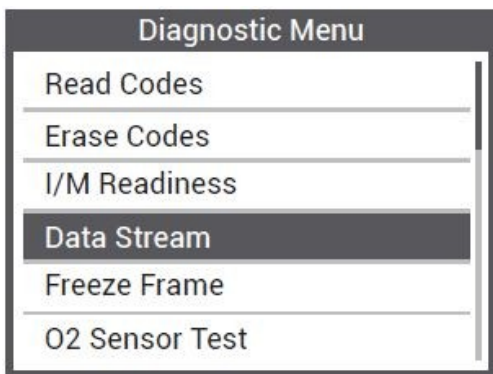 Diagnostic Menu
Read Codes
Erase Codes
I/M Readiness
Data Stream
Freeze Frame
O2 Sensor Test